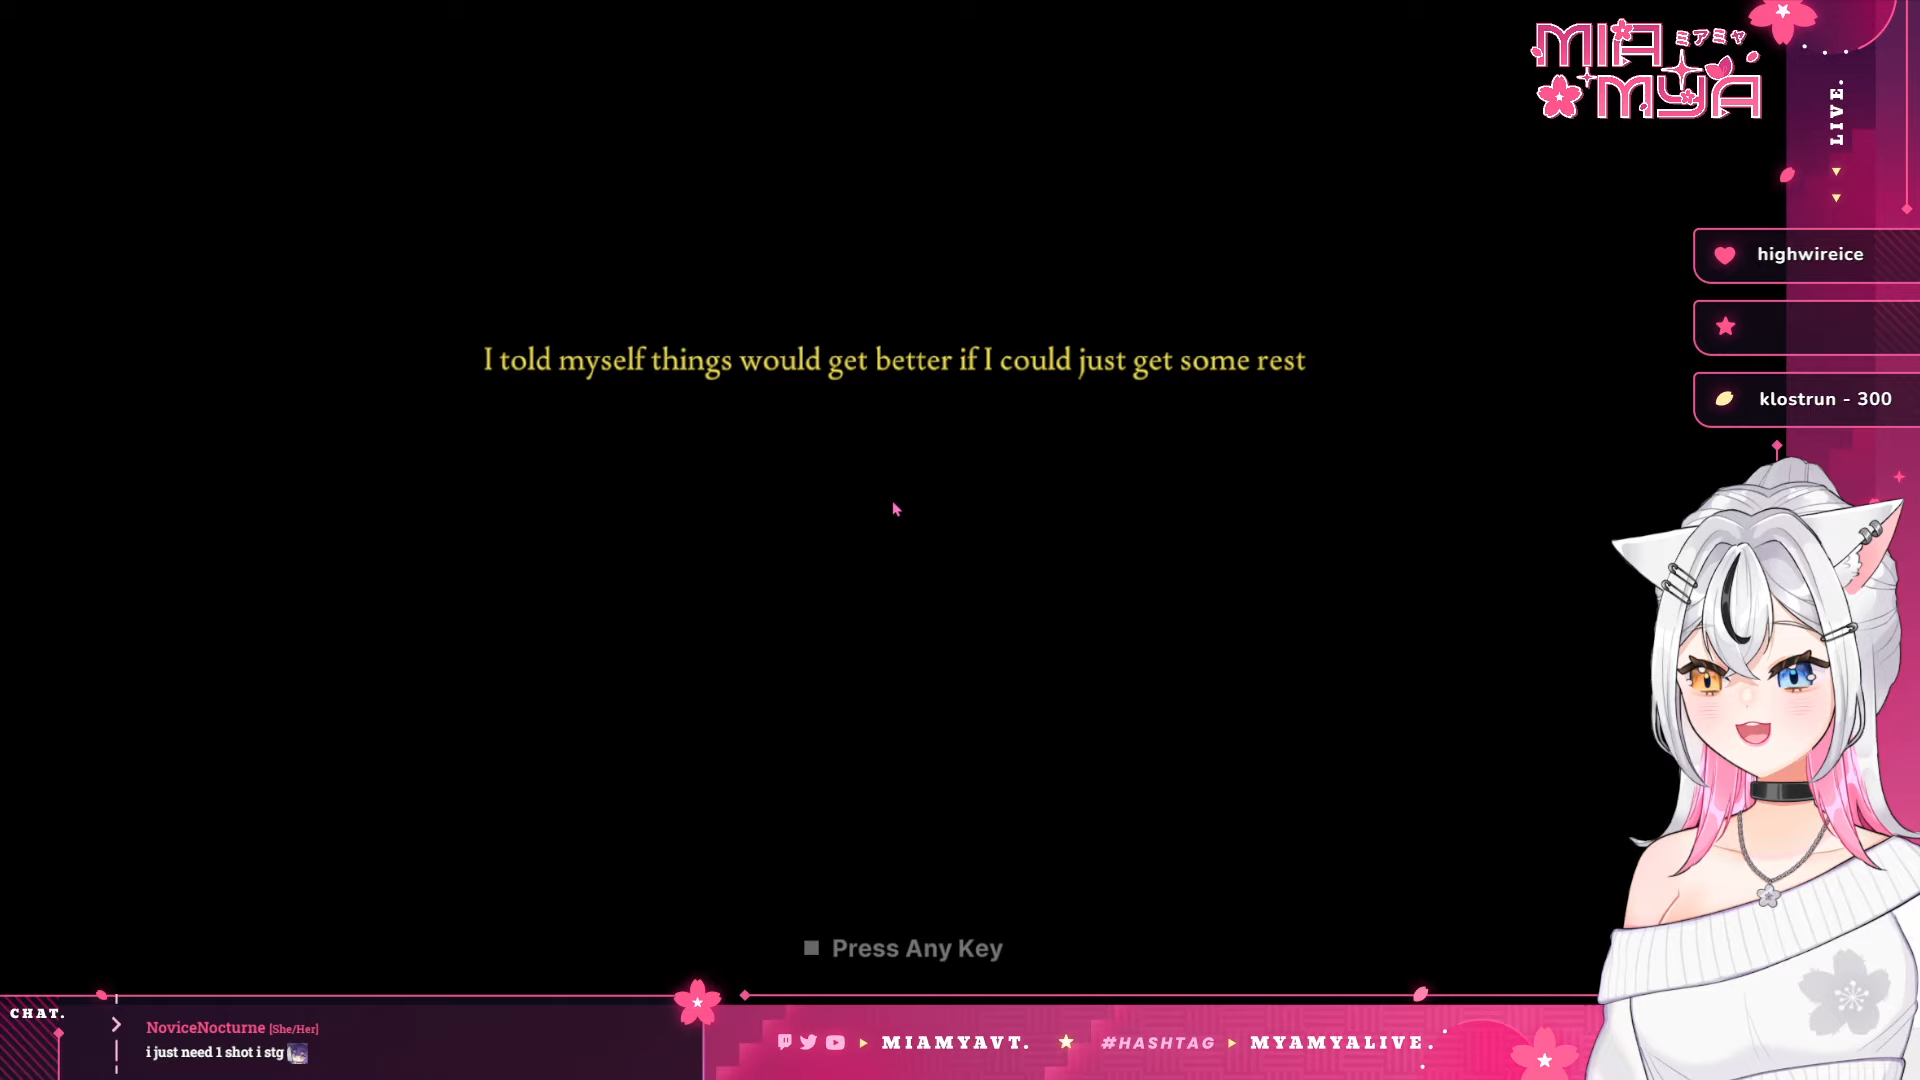 MIA ミアミヤ
MYA
LIVE.
highwireice
klostrun - 300
I told myself things would get better if I could just get some rest
Press Any Key
CHAT.
NoviceNocturne [She/Her]
i just need 1 shot i stg
MIAMYAVT.
#HASHTAG
MYAMYALIVE.